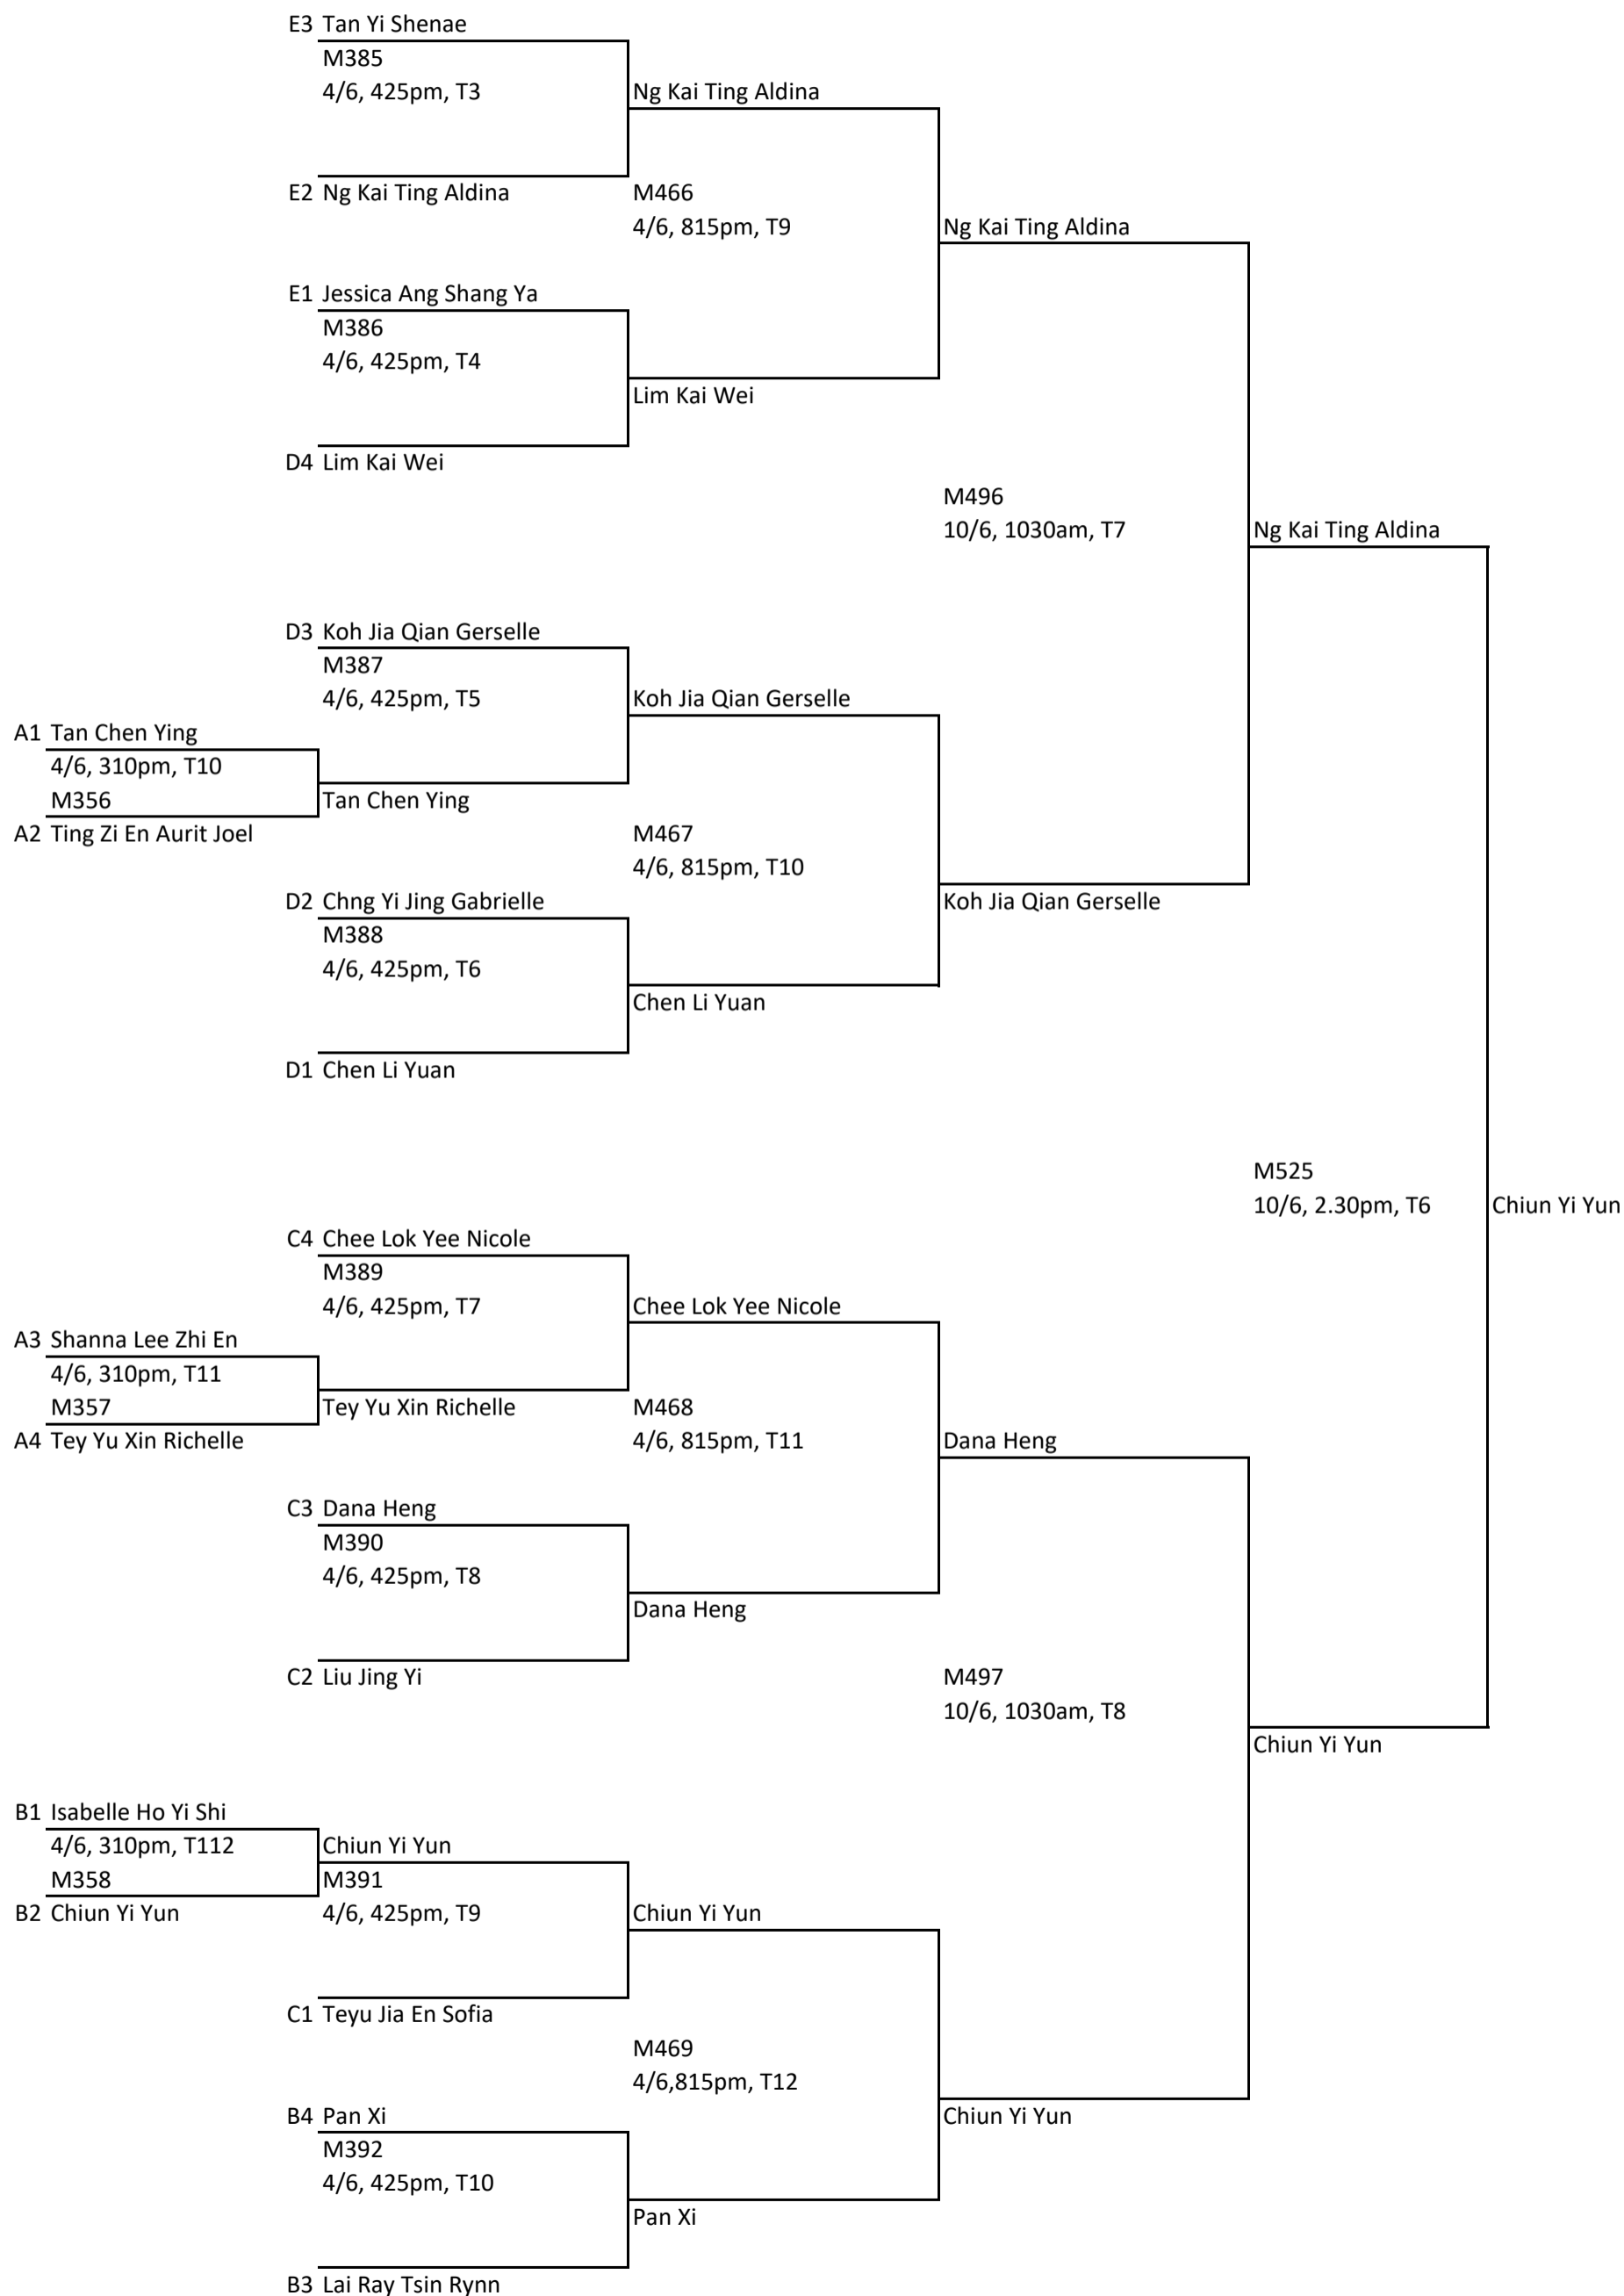 E3 Tan Yi Shenae
M385
4/6, 425pm, T3
Ng Kai Ting Aldina
E2 Ng Kai Ting Aldina
M466
4/6, 815pm, T9
Ng Kai Ting Aldina
E1 Jessica Ang Shang Ya
M386
4/6, 425pm, T4
Lim Kai Wei
D4 Lim Kai Wei
M496
10/6, 1030am, T7
Ng Kai Ting Aldina
D3 Koh Jia Qian Gerselle
M387
4/6, 425pm, T5
Koh Jia Qian Gerselle
A1 Tan Chen Ying
4/6, 310pm, T10
M356
Tan Chen Ying
A2 Ting Zi En Aurit Joel
M467
4/6, 815pm, T10
D2 Chng Yi Jing Gabrielle
Koh Jia Qian Gerselle
M388
4/6, 425pm, T6
Chen Li Yuan
D1 Chen Li Yuan
M525
10/6, 2.30pm, T6
Chiun Yi Yun
C4 Chee Lok Yee Nicole
M389
4/6, 425pm, T7
Chee Lok Yee Nicole
A3 Shanna Lee Zhi En
4/6, 310pm, T11
M357
Tey Yu Xin Richelle
M468
A4 Tey Yu Xin Richelle
4/6, 815pm, T11
Dana Heng
C3 Dana Heng
M390
4/6, 425pm, T8
Dana Heng
C2 Liu Jing Yi
M497
10/6, 1030am, T8
Chiun Yi Yun
B1 Isabelle Ho Yi Shi
4/6, 310pm, T112
Chiun Yi Yun
M358
M391
B2 Chiun Yi Yun
4/6, 425pm, T9
Chiun Yi Yun
C1 Teyu Jia En Sofia
M469
4/6,815pm, T12
B4 Pan Xi
Chiun Yi Yun
M392
4/6, 425pm, T10
Pan Xi
B3 Lai Ray Tsin Rynn